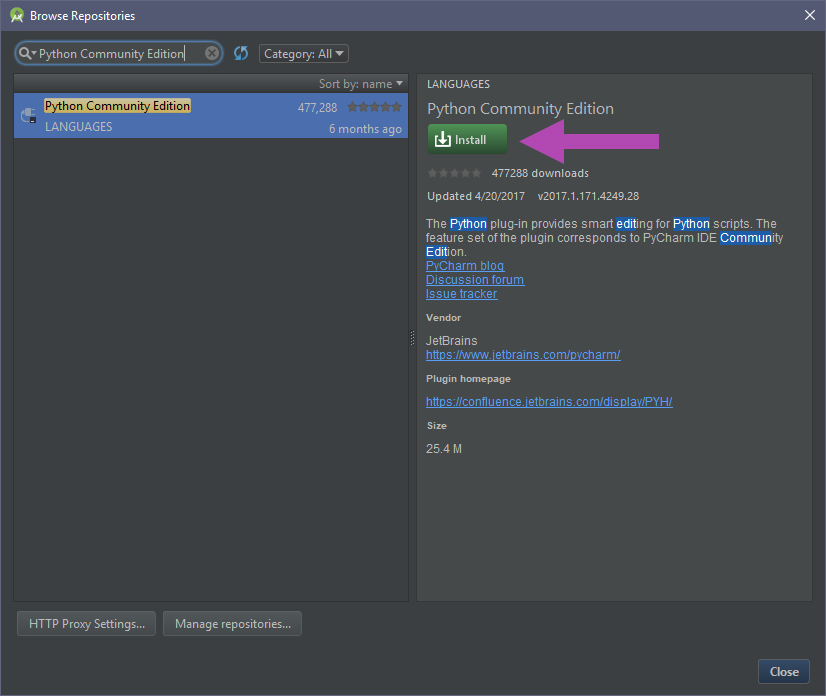 Browse Repositories
Python Community Edition
Category: All
Sort by: name
Python Community Edition
477,288
LANGUAGES
6 months ago
LANGUAGES
Python Community Edition
Install
477288 downloads
Updated 4/20/2017 v2017.1.171.4249.28
The Python plug-in provides smart editing for Python scripts. The
feature set of the plugin corresponds to PyCharm IDE Community
Edition.
PyCharm blog
Discussion forum
Issue tracker
Vendor
JetBrains
https://www.jetbrains.com/pycharm/
Plugin homepage
https://confluence.jetbrains.com/display/PYH/
Size
25.4 M
HTTP Proxy Settings...
Manage repositories...
Close